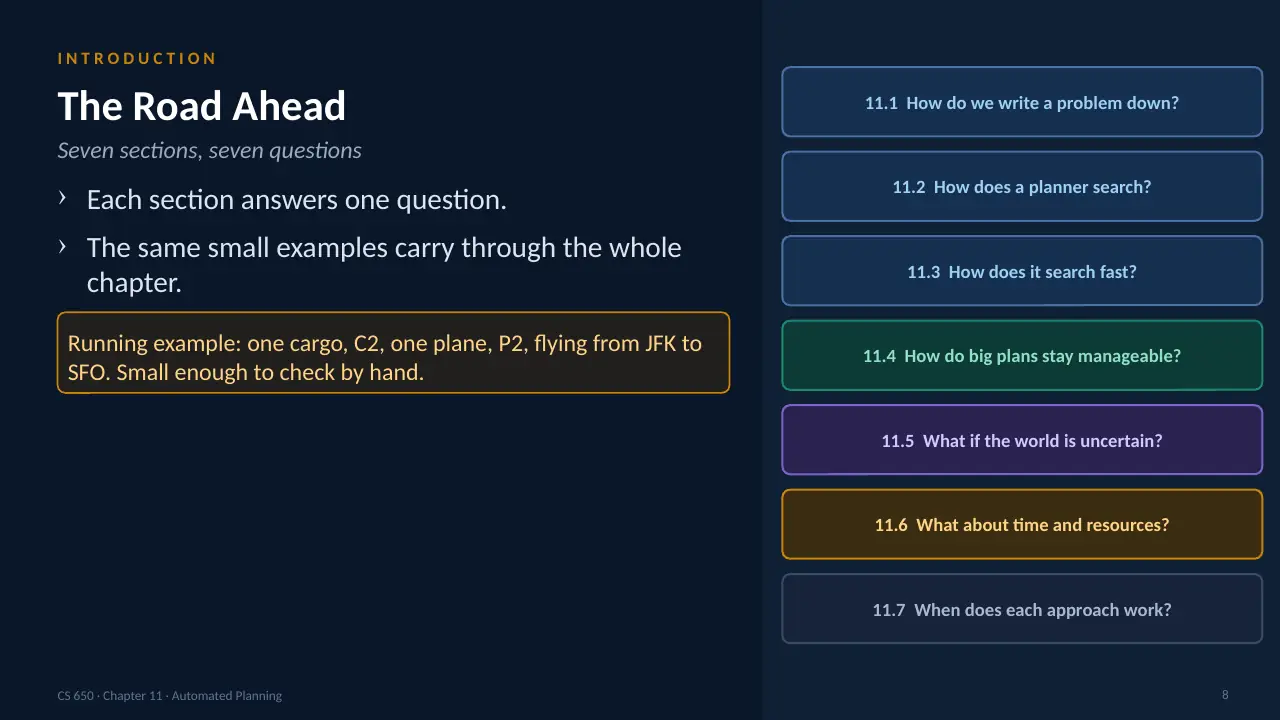 INTRODUCTION
The Road Ahead
Seven sections, seven questions
› Each section answers one question.
› The same small examples carry through the whole
chapter.
Running example: one cargo, C2, one plane, P2, flying from JFK to
SFO. Small enough to check by hand.
11.1 How do we write a problem down?
11.2 How does a planner search?
11.3 How does it search fast?
11.4 How do big plans stay manageable?
11.5 What if the world is uncertain?
11.6 What about time and resources?
11.7 When does each approach work?
CS 650 · Chapter 11 · Automated Planning
8